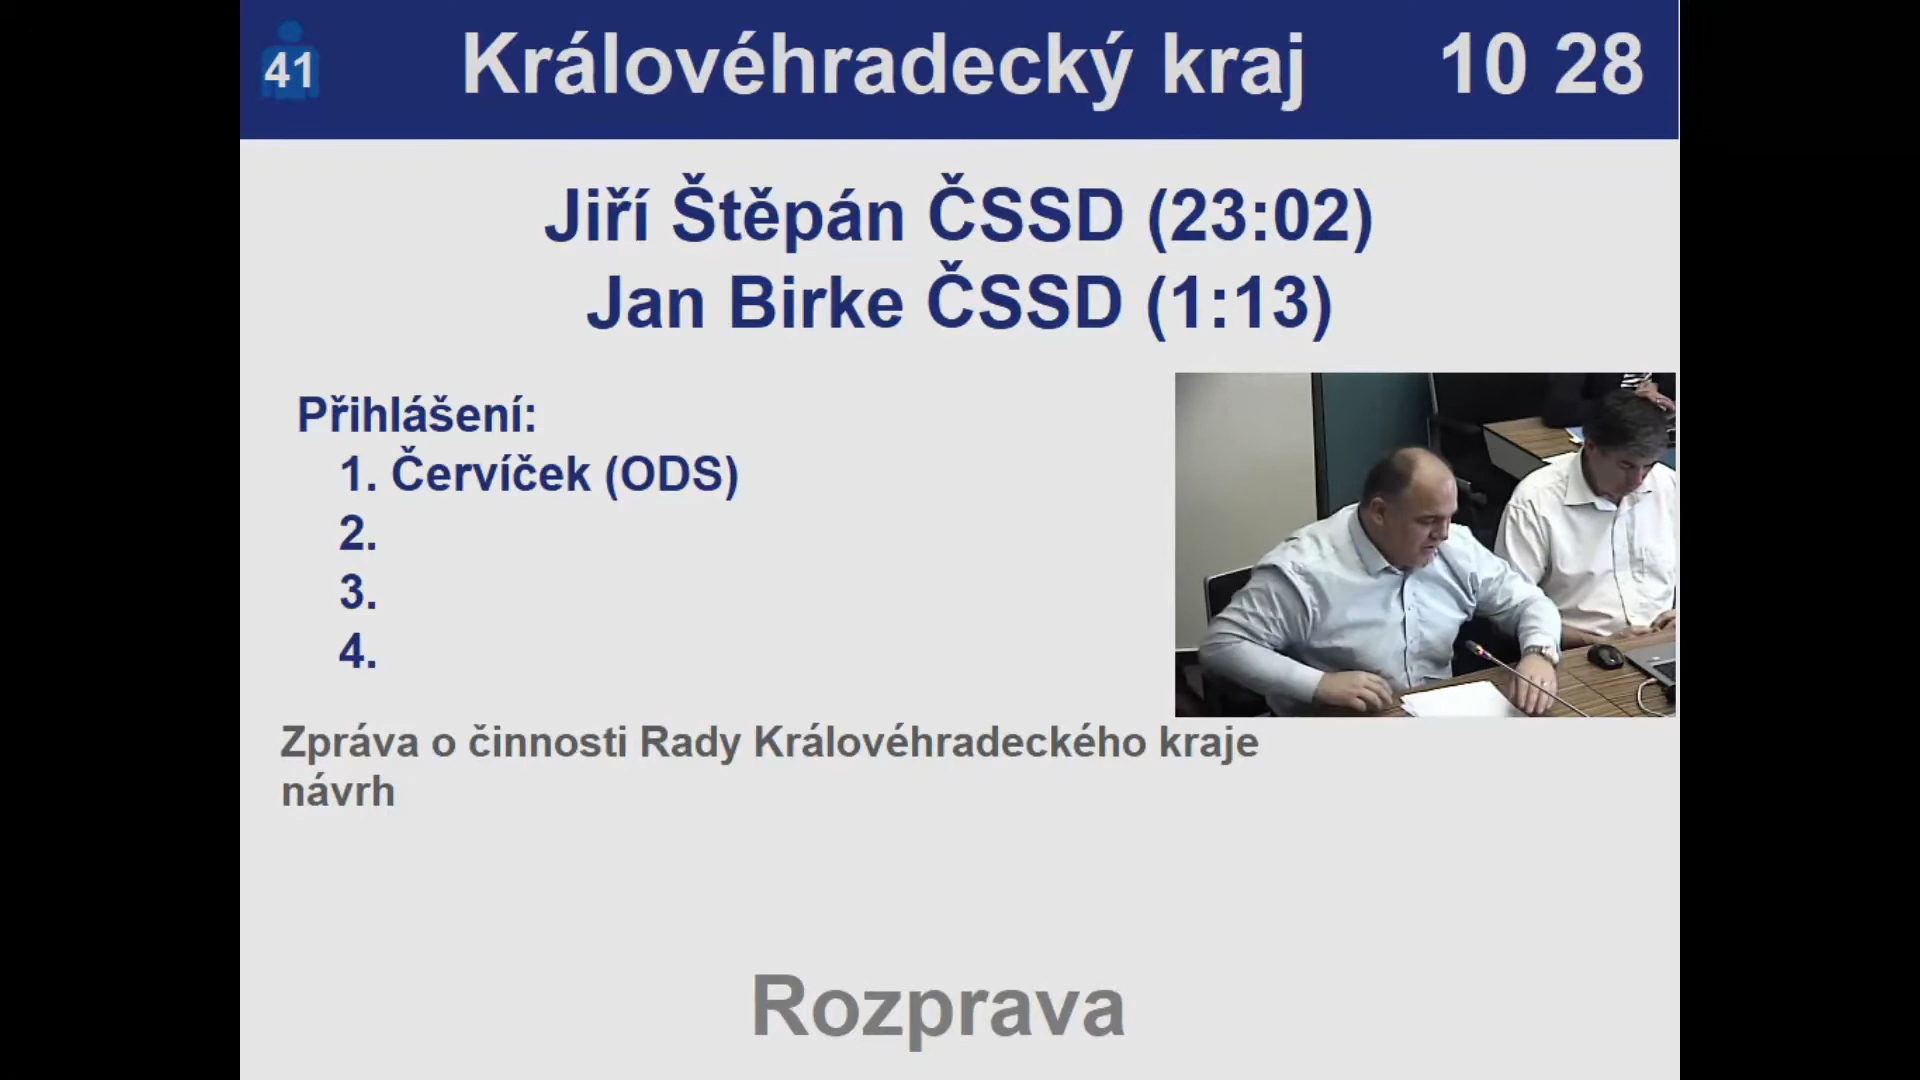 41
Královéhradecký kraj
10 28
Jiří Štěpán ČSSD (23:02)
Jan Birke ČSSD (1:13)
Přihlášení:
1. Červíček (ODS)
2.
3.
4.
Zpráva o činnosti Rady Královéhradeckého kraje
návrh
Rozprava